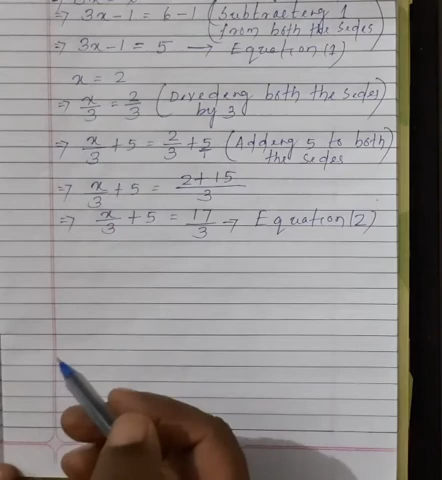 ⇒ 3x-1 = 6-1 (Subtracting 1
from both the sides)
⇒ 3x-1 = 5 → Equation(1)
x = 2
⇒ x/3 = 2/3 (Deveding both the sides)
by 3
⇒ x/3 + 5 = 2/3 + 5/1 (Adding 5 to both
the sides
⇒ x/3 + 5 = 2+15/3
⇒ x/3 + 5 = 17/3 → Equation(2)